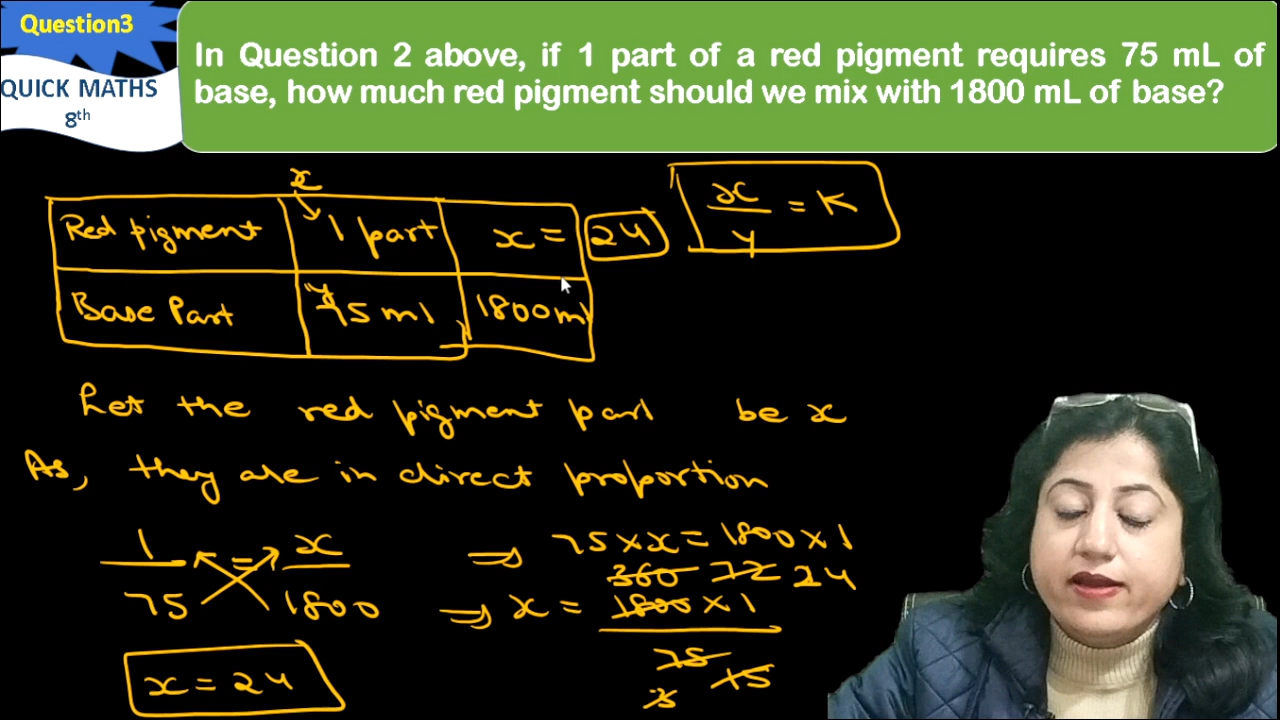 Question3
QUICK MATHS
8th
In Question 2 above, if 1 part of a red pigment requires 75 mL of
base, how much red pigment should we mix with 1800 mL of base?
x
Red pigment 1 part x = 24
x/y = K
y
Base Part 75 ml 1800ml
Let the red pigment part be x
As, they are in direct proportion
1/75 = x/1800 ⇒ 75 × x = 1800 × 1
360 72 24
⇒ x = 1800 × 1
75 15
3
x = 24